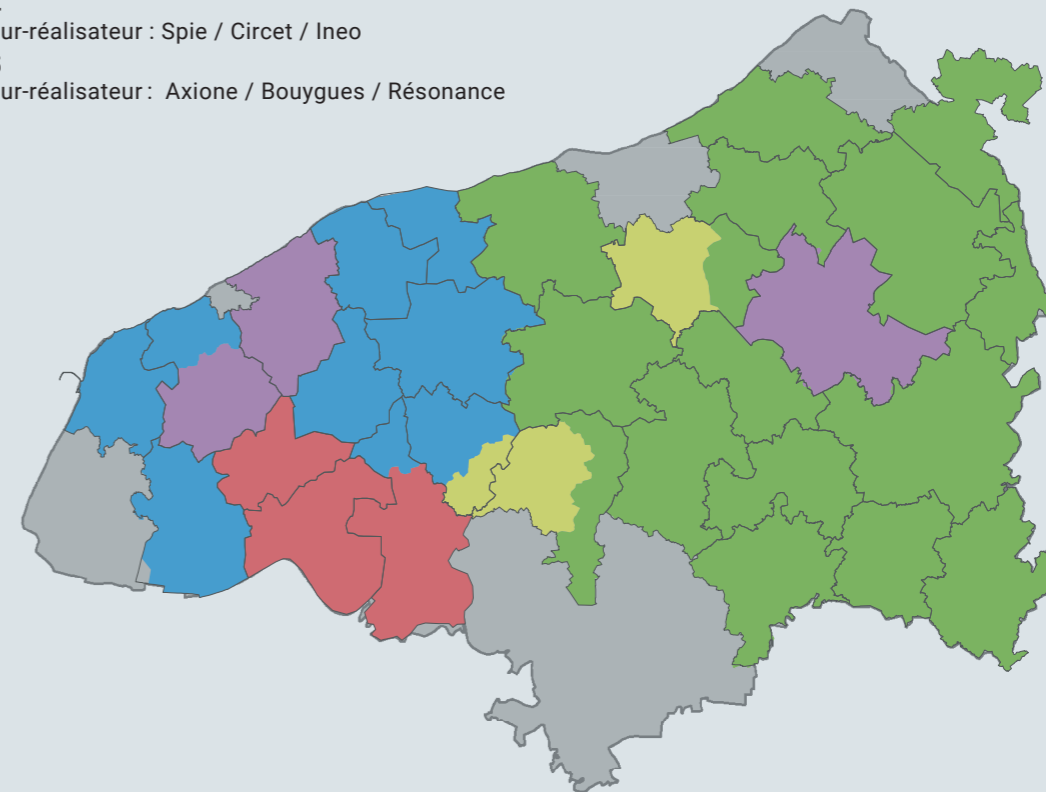 ur-réalisateur : Spie / Circet / Ineo
ur-réalisateur : Axione / Bouygues / Résonance